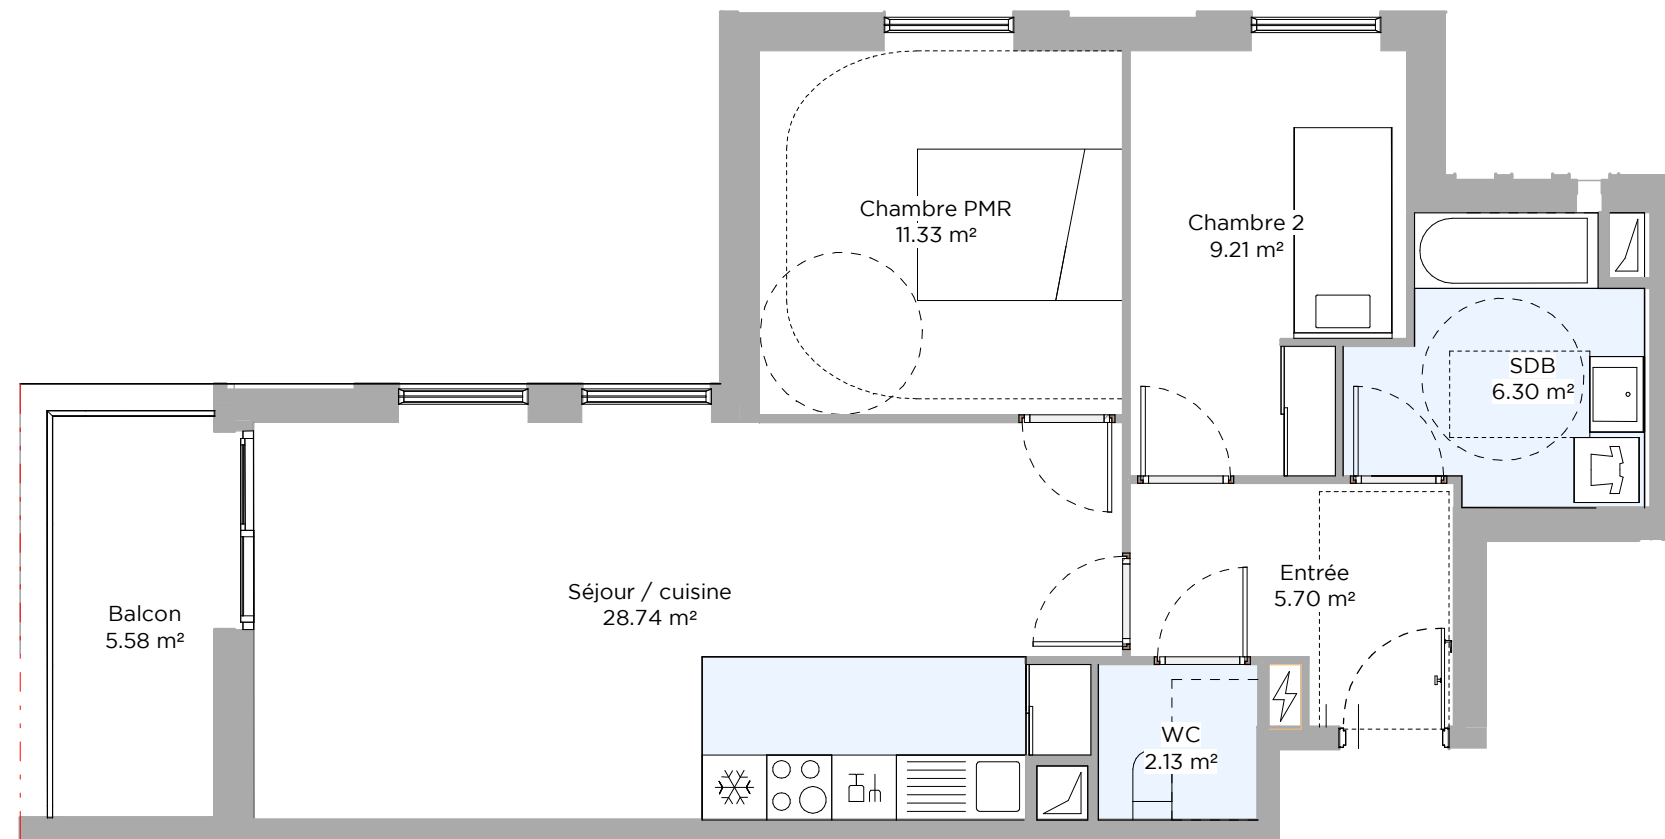 Chambre PMR
11.33 m²
Chambre 2
9.21 m²
SDB
6.30 m²
Séjour / cuisine
28.74 m²
Entrée
5.70 m²
Balcon
5.58 m²
WC
2.13 m²